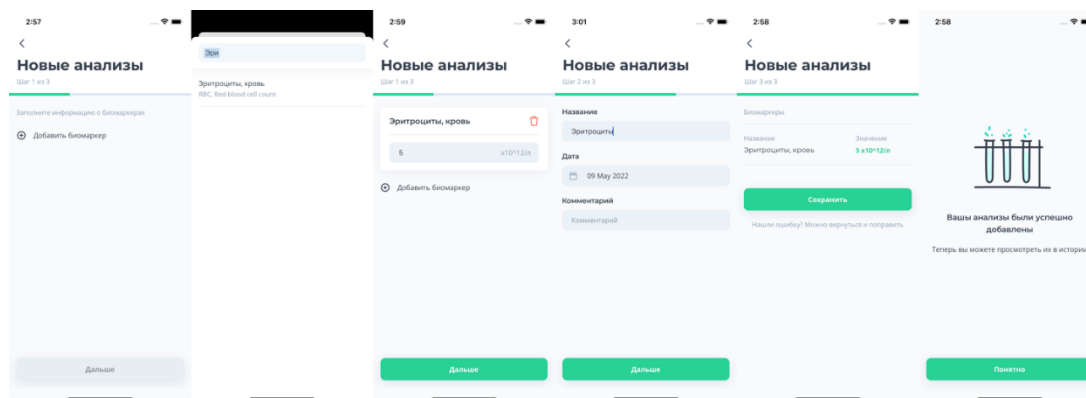 2:57
Новые анализы
Шаг 1 из 3
Заполните информацию о биомаркерах
Добавить биомаркер
Дальше
Эри
Эритроциты, кровь
RBC, Red blood cell count
2:59
Новые анализы
Шаг 1 из 3
Эритроциты, кровь
5 x10^12/л
Добавить биомаркер
Дальше
3:01
Новые анализы
Шаг 2 из 3
Название
Эритроциты
Дата
09 May 2022
Комментарий
Комментарий
Дальше
2:58
Новые анализы
Шаг 3 из 3
Биомаркеры
Название Значение
Эритроциты, кровь 5 x10^12/л
Сохранить
Нашли ошибку? Можно вернуться и поправить
2:58
Вашы анализы были успешно
добавлены
Теперь вы можете просмотреть их в истории
Понятно